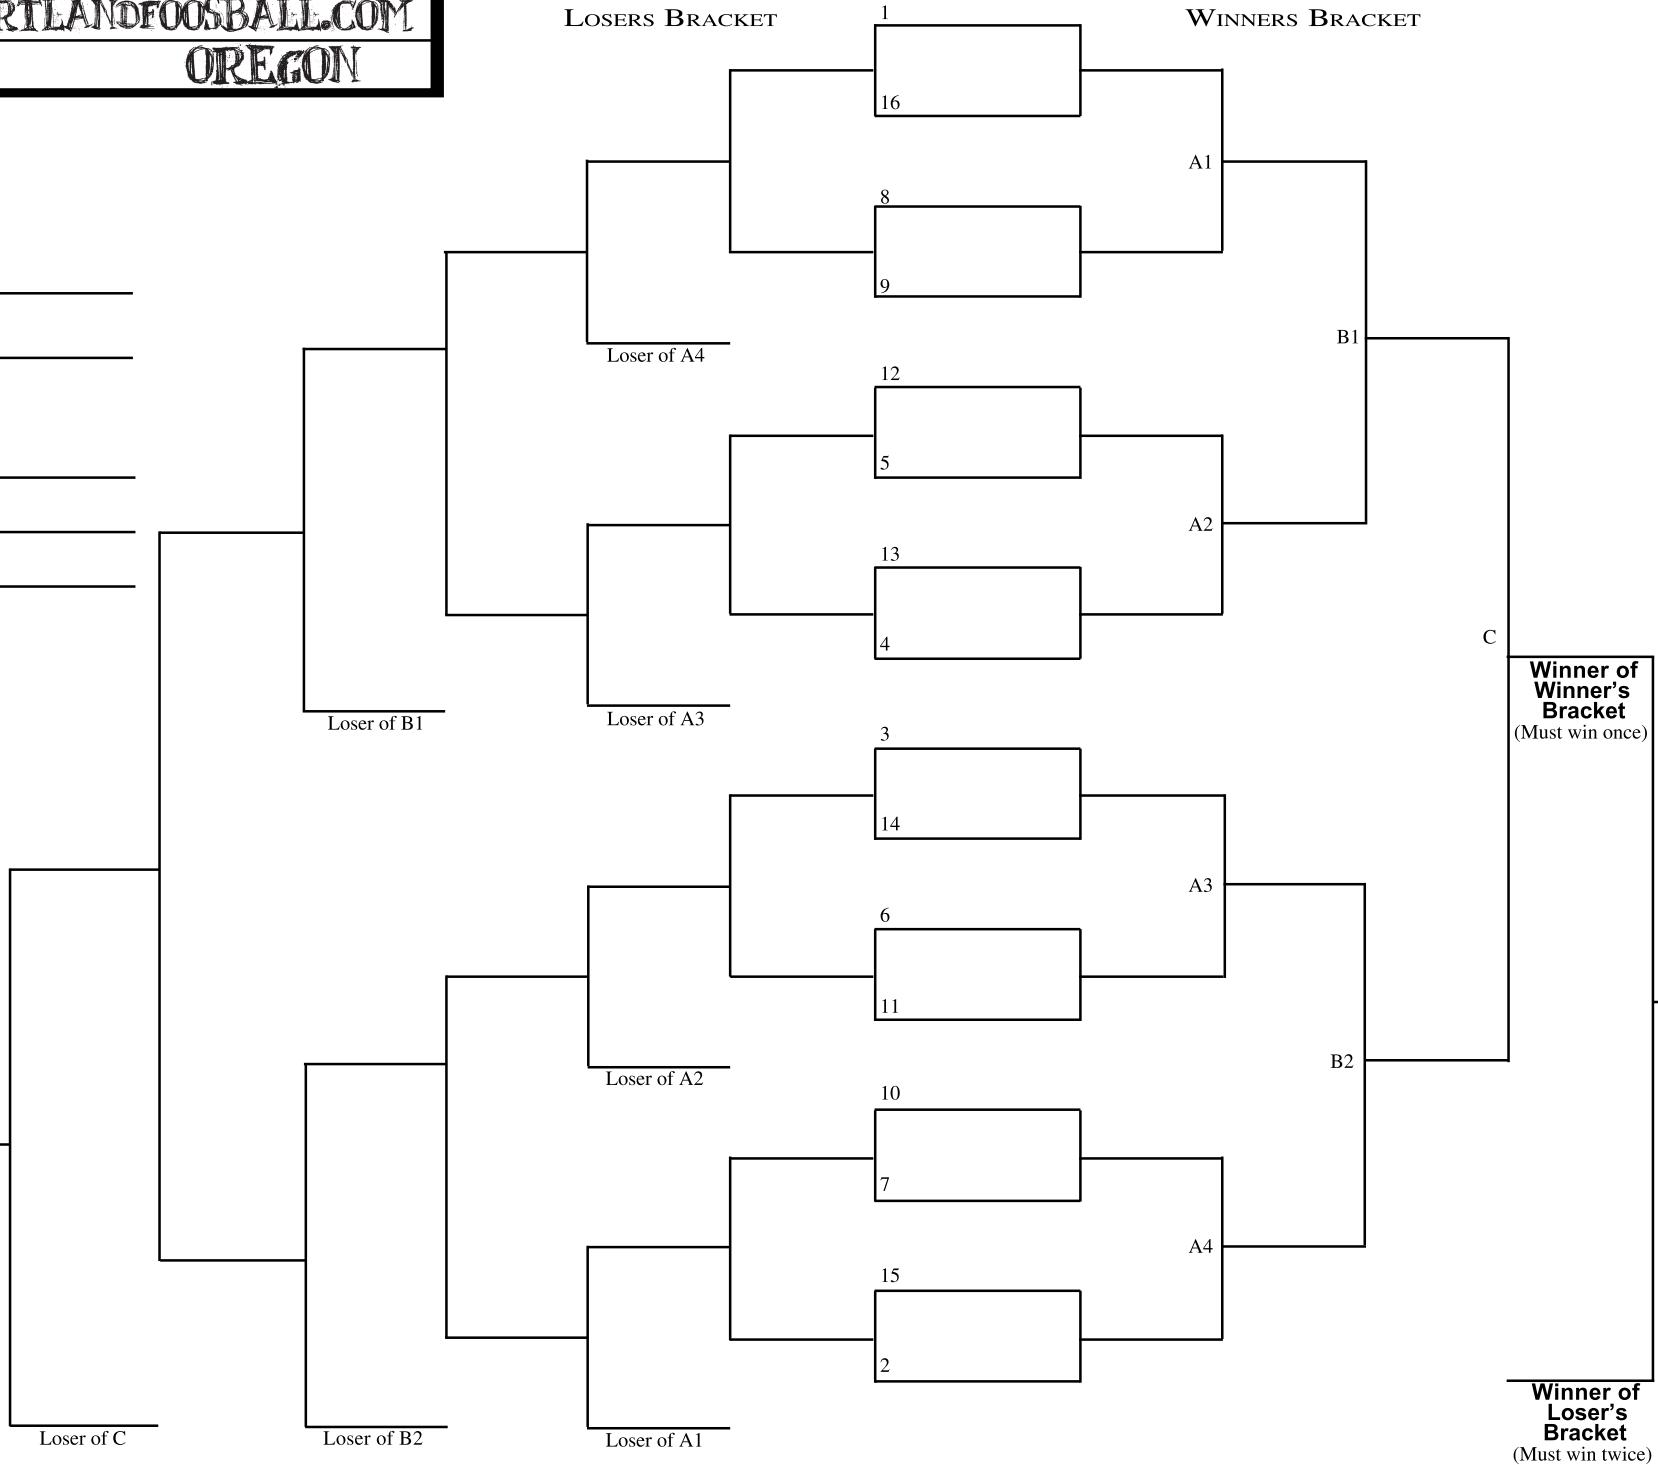 RTLANDFOOSBALL.COM
OREGON
LOSERS BRACKET
WINNERS BRACKET
1
16
A1
8
9
B1
Loser of A4
12
5
A2
13
4
C
Winner of
Winner's
Bracket
(Must win once)
Loser of B1
Loser of A3
3
14
A3
6
11
B2
Loser of A2
10
7
A4
15
2
Winner of
Loser's
Bracket
(Must win twice)
Loser of C
Loser of B2
Loser of A1